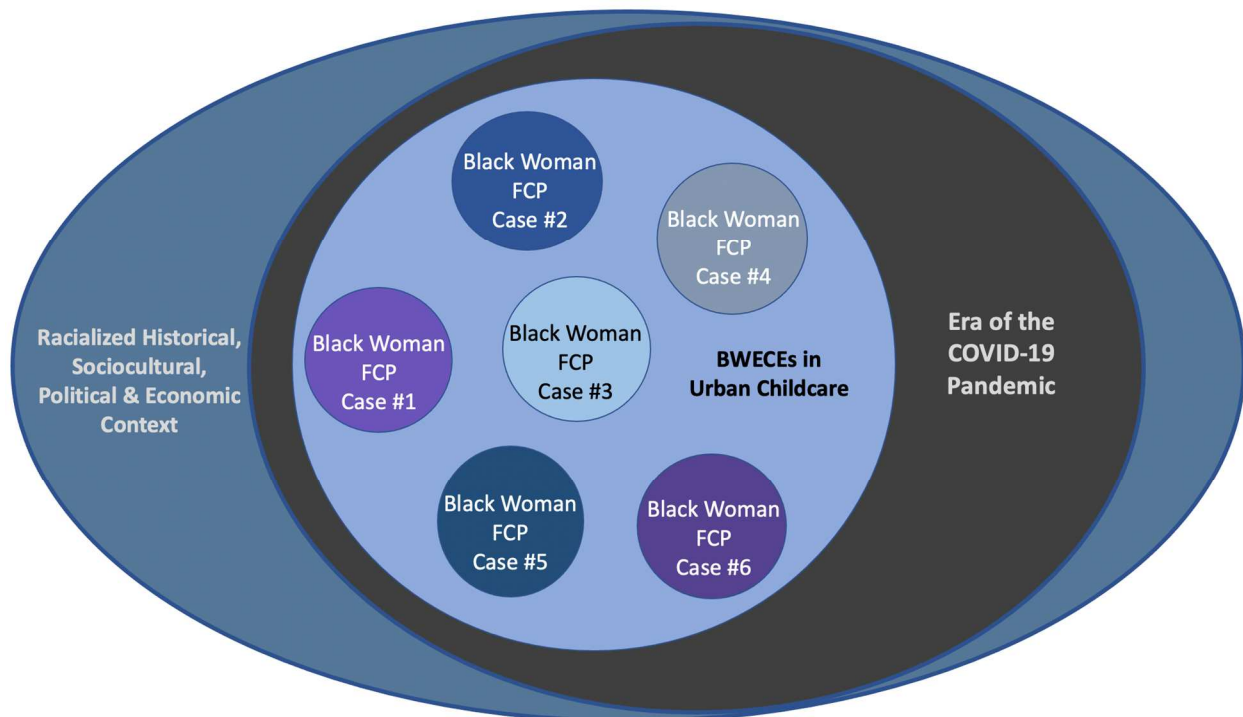 Racialized Historical,
Sociocultural,
Political & Economic
Context
Black Woman
FCP
Case #1
Black Woman
FCP
Case #2
Black Woman
FCP
Case #3
Black Woman
FCP
Case #4
Black Woman
FCP
Case #5
Black Woman
FCP
Case #6
BWECEs in
Urban Childcare
Era of the
COVID-19
Pandemic